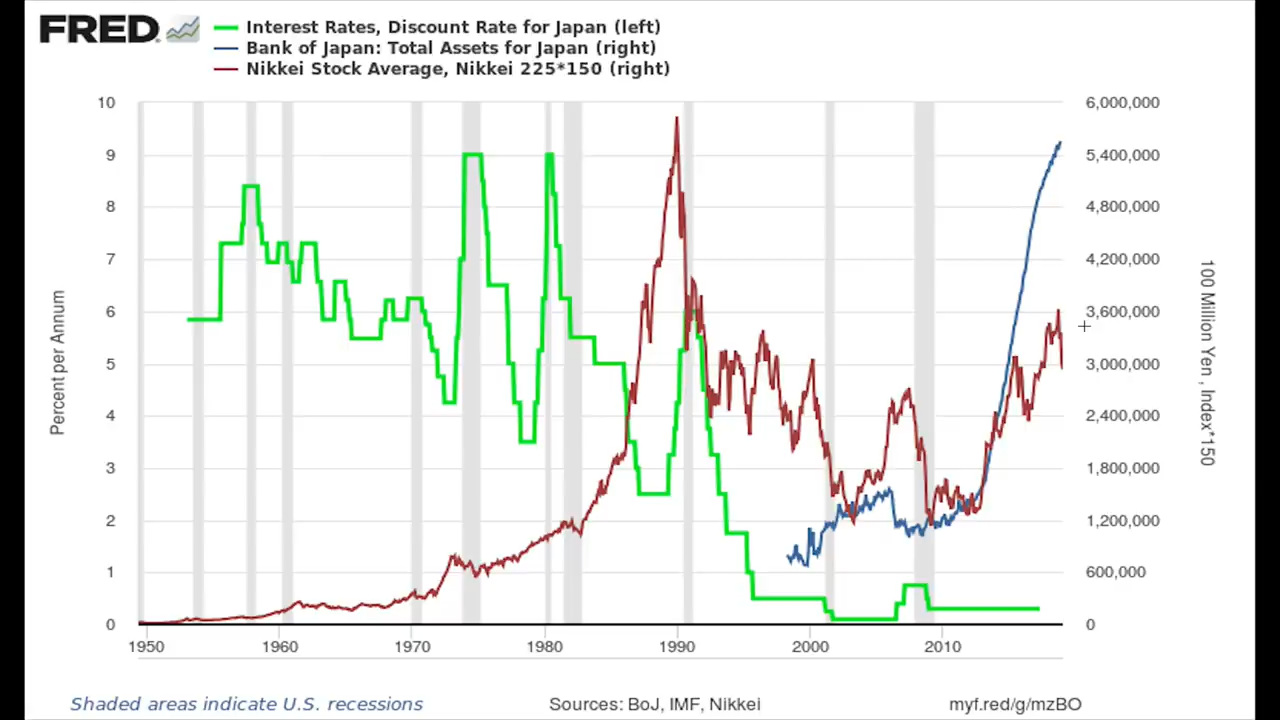 FRED
Interest Rates, Discount Rate for Japan (left)
Bank of Japan: Total Assets for Japan (right)
Nikkei Stock Average, Nikkei 225*150 (right)
10 6,000,000
9 5,400,000
8 4,800,000
7 4,200,000
6 3,600,000
5 3,000,000
4 2,400,000
3 1,800,000
2 1,200,000
1 600,000
0 0
Percent per Annum
100 Million Yen , Index*150
1950 1960 1970 1980 1990 2000 2010
Shaded areas indicate U.S. recessions Sources: BoJ, IMF, Nikkei myf.red/g/mzBO